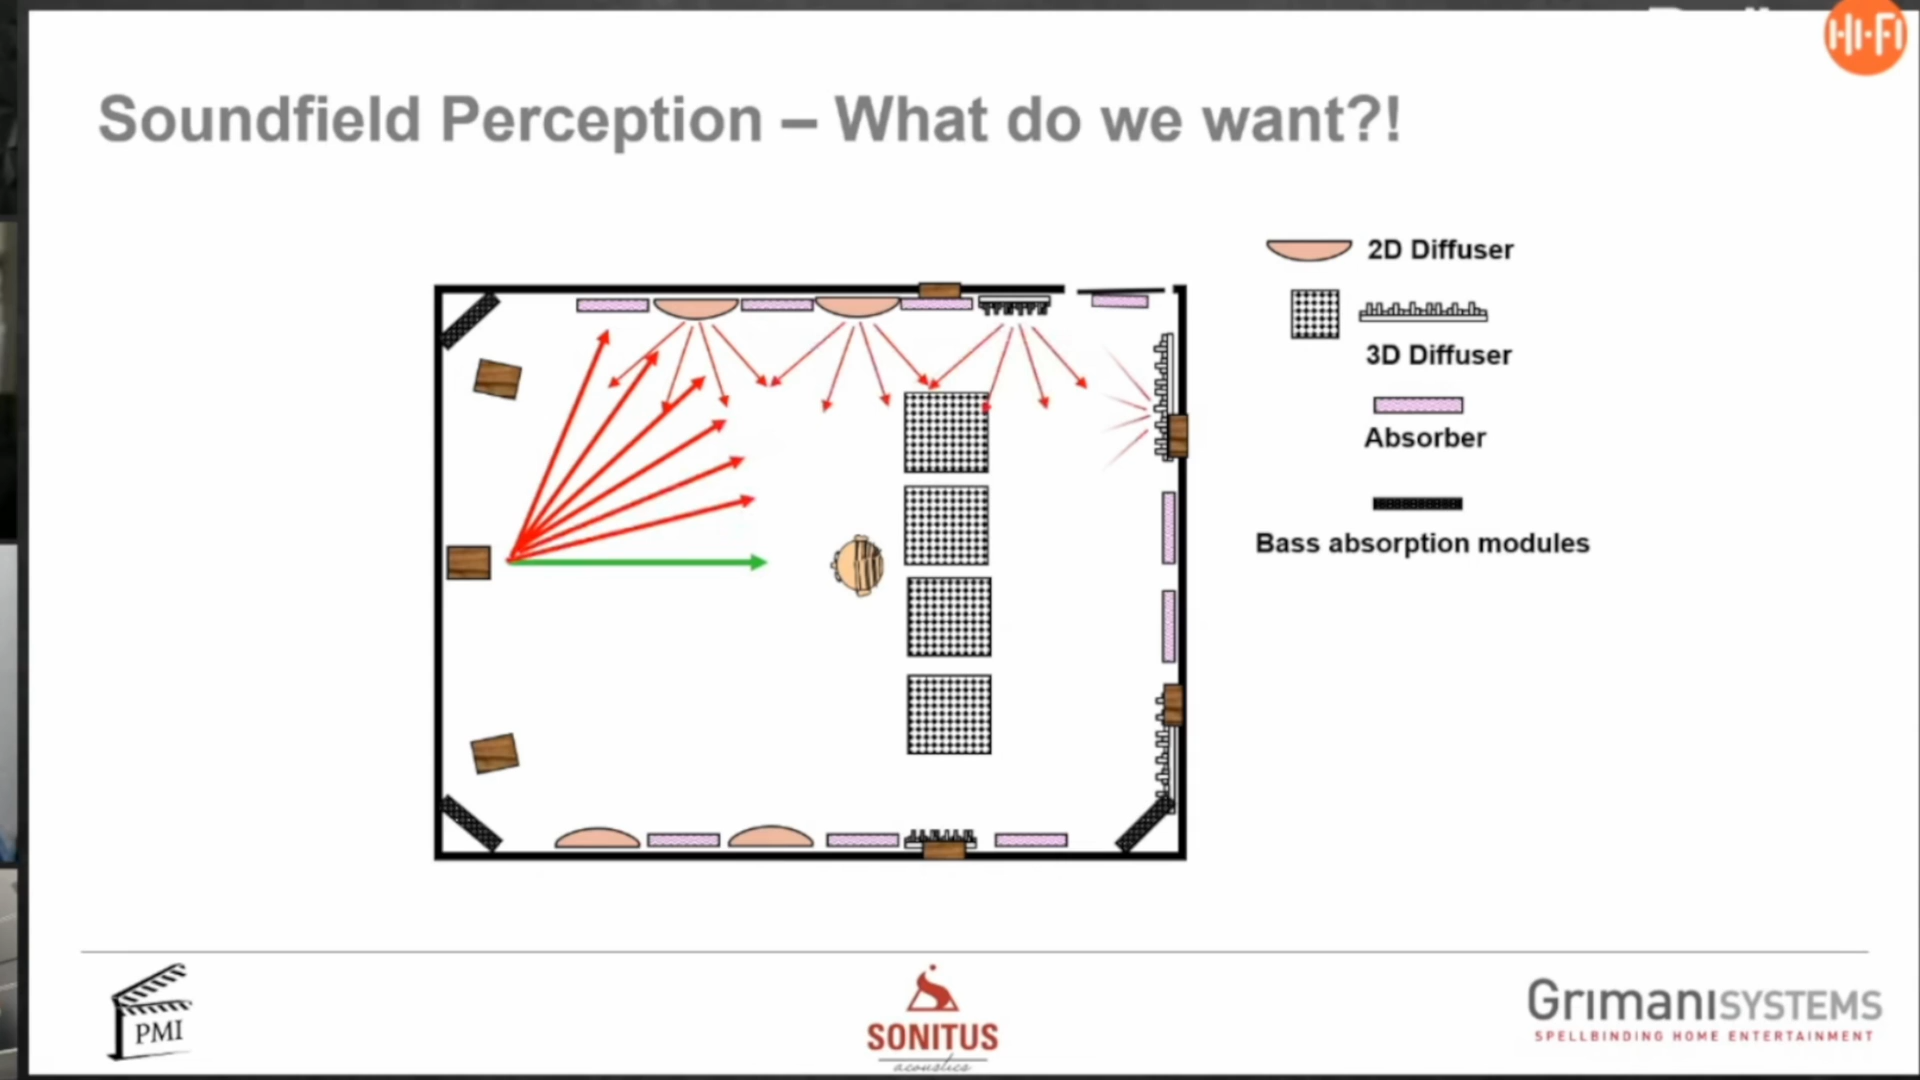 HI-FI
Soundfield Perception – What do we want?!
2D Diffuser
3D Diffuser
Absorber
Bass absorption modules
PMI
SONITUS
acoustics
GRIMANISYSTEMS
SPELLBINDING HOME ENTERTAINMENT